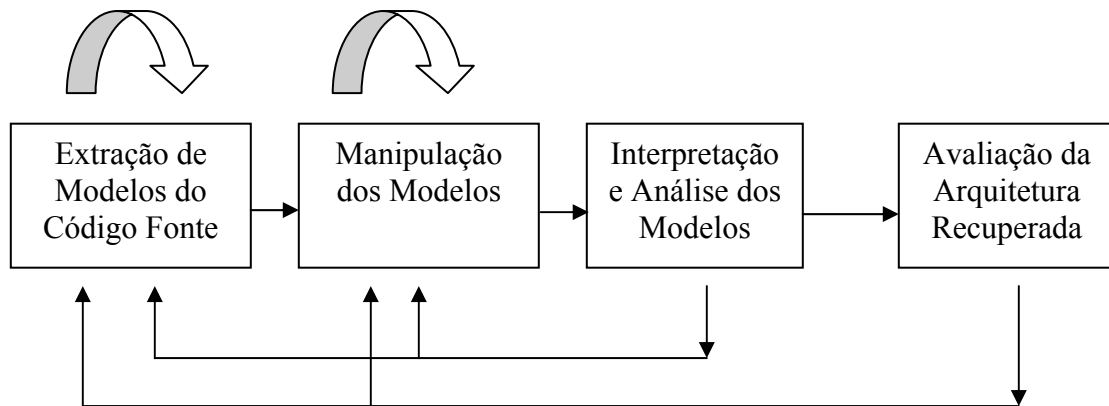 Extração de
Modelos do
Código Fonte
Manipulação
dos Modelos
Interpretação
e Análise dos
Modelos
Avaliação da
Arquitetura
Recuperada